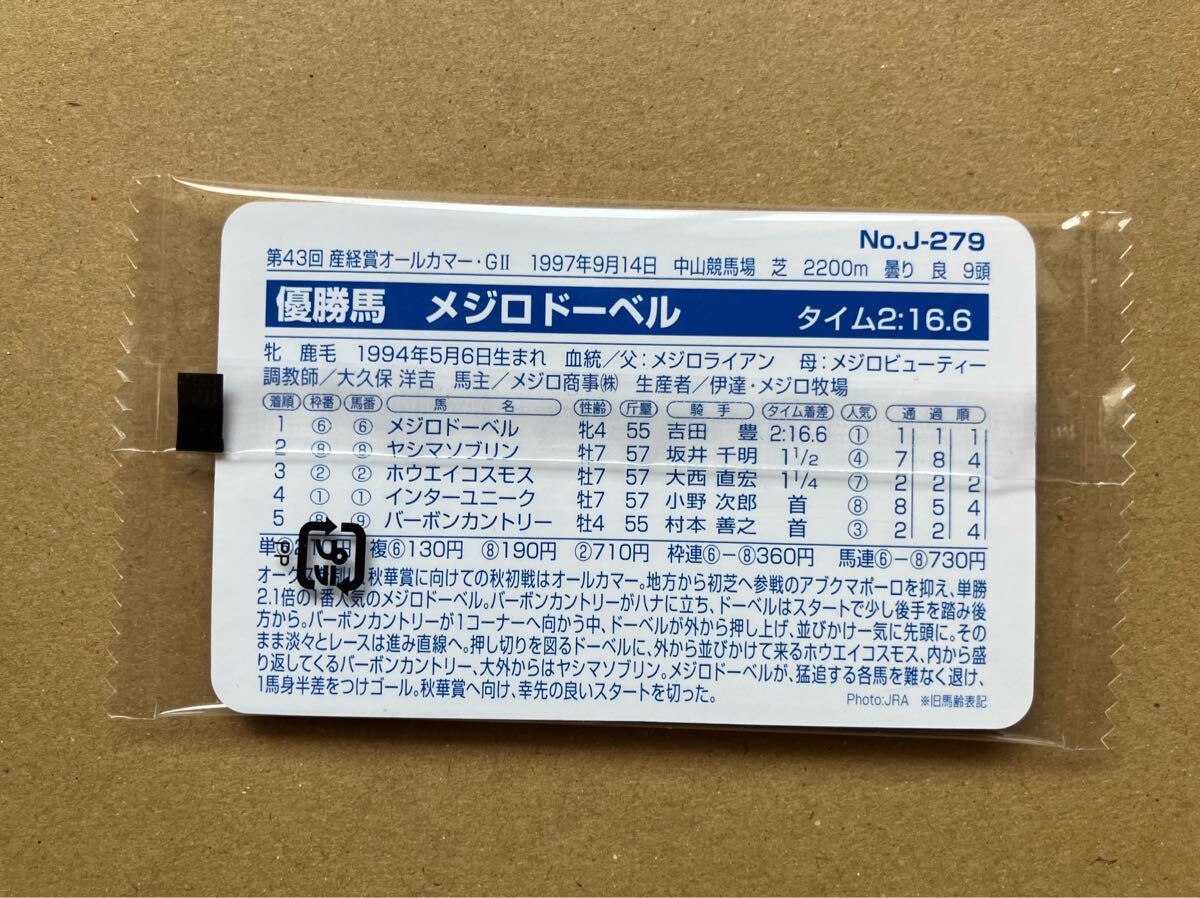 No.J-279
第43回 産経賞オールカマー・GII 1997年9月14日 中山競馬場 芝 2200m 曇り 良 9頭
優勝馬 メジロドーベル タイム2:16.6
牝 鹿毛 1994年5月6日生まれ 血統/父:メジロライアン 母:メジロビューティー
調教師/大久保 洋吉 馬主/メジロ商事㈱ 生産者/伊達・メジロ牧場
着順 枠番 馬番 馬名 性齢 斤量 騎手 タイム着差 人気 通過順
1 ⑥ ⑥ メジロドーベル 牝4 55 吉田 豊 2:16.6 ① 1 1 1
2 ⑧ ⑧ ヤシマソブリン 牡7 57 坂井 千明 1 1/2 ④ 7 8 4
3 ② ② ホウエイコスモス 牡7 57 大西 直宏 1 1/4 ⑦ 2 2 2
4 ① ① インターユニーク 牡7 57 小野 次郎 首 ⑧ 8 5 4
5 ⑧ ⑨ バーボンカントリー 牡4 55 村本 善之 首 ③ 2 2 4
単 円 複⑥130円 ⑧190円 ②710円 枠連⑥-⑧360円 馬連⑥-⑧730円
オークス 制し、秋華賞に向けての秋初戦はオールカマー。地方から初芝へ参戦のアブクマポーロを抑え、単勝
2.1倍の1番人気のメジロドーベル。バーボンカントリーがハナに立ち、ドーベルはスタートで少し後手を踏み後
方から。バーボンカントリーが1コーナーへ向かう中、ドーベルが外から押し上げ、並びかけ一気に先頭に。その
まま淡々とレースは進み直線へ。押し切りを図るドーベルに、外から並びかけて来るホウエイコスモス、内から盛
り返してくるバーボンカントリー、大外からはヤシマソブリン。メジロドーベルが、猛追する各馬を難なく退け、
1馬身半差をつけゴール。秋華賞へ向け、幸先の良いスタートを切った。
Photo:JRA ※旧馬齢表記
PP